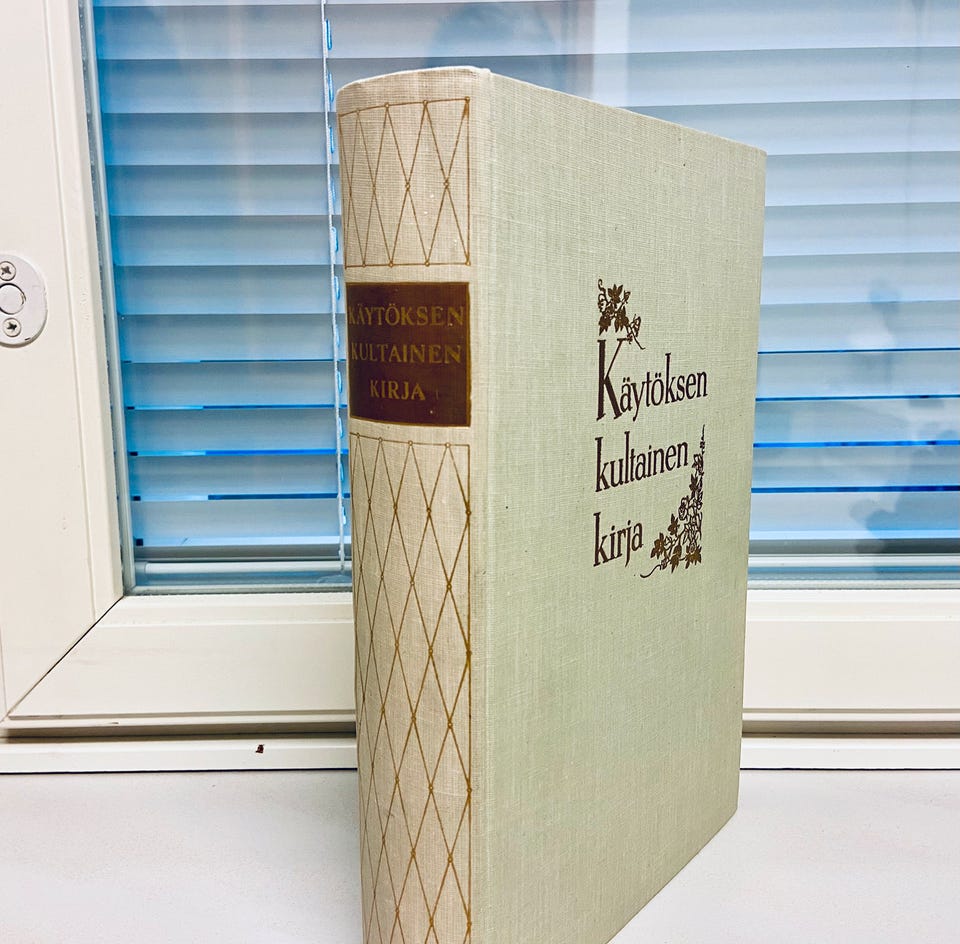 KÄYTÖKSEN
KULTAINEN
KIRJA
Käytöksen
kultainen
kirja